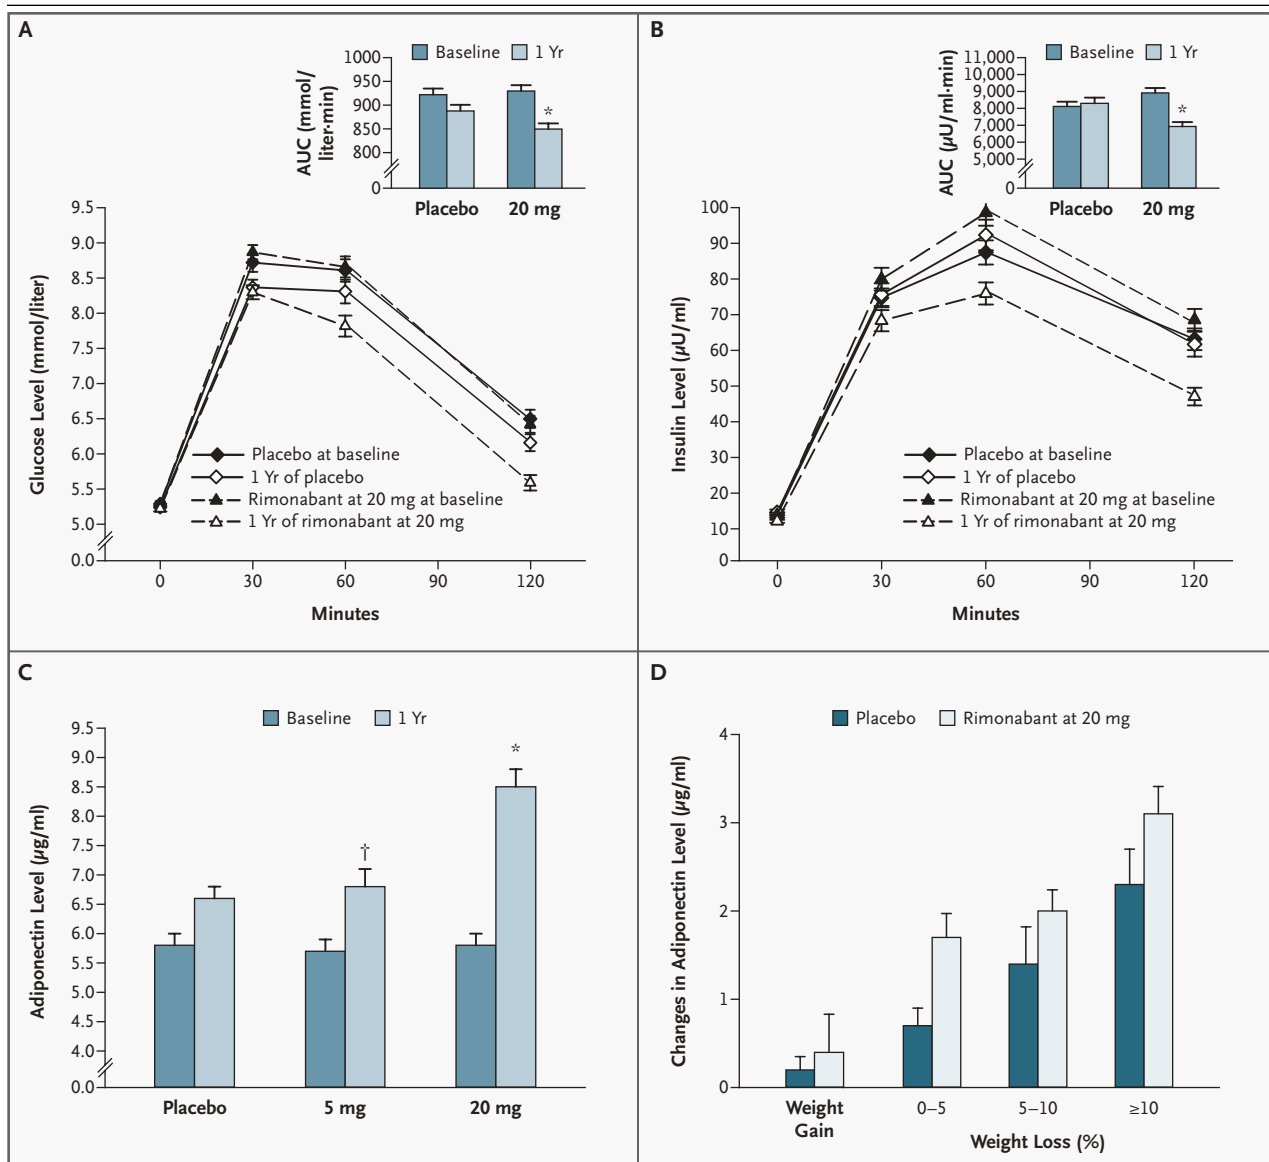 A
Baseline
1 Yr
AUC (mmol/
liter·min)
1000
950
900
850
800
0
Placebo
20 mg
*
Glucose Level (mmol/liter)
9.5
9.0
8.5
8.0
7.5
7.0
6.5
6.0
5.5
5.0
0.0
Placebo at baseline
1 Yr of placebo
Rimonabant at 20 mg at baseline
1 Yr of rimonabant at 20 mg
0
30
60
90
120
Minutes
B
Baseline
1 Yr
AUC (µU/ml·min)
11,000
10,000
9,000
8,000
7,000
6,000
5,000
0
*
Placebo
20 mg
Insulin Level (µU/ml)
100
90
80
70
60
50
40
30
20
10
0
Placebo at baseline
1 Yr of placebo
Rimonabant at 20 mg at baseline
1 Yr of rimonabant at 20 mg
0
30
60
90
120
Minutes
C
Baseline
1 Yr
Adiponectin Level (µg/ml)
9.5
9.0
8.5
8.0
7.5
7.0
6.5
6.0
5.5
5.0
4.5
4.0
0.0
†
*
Placebo
5 mg
20 mg
D
Placebo
Rimonabant at 20 mg
Changes in Adiponectin Level (µg/ml)
4
3
2
1
0
Weight
Gain
0–5
5–10
≥10
Weight Loss (%)